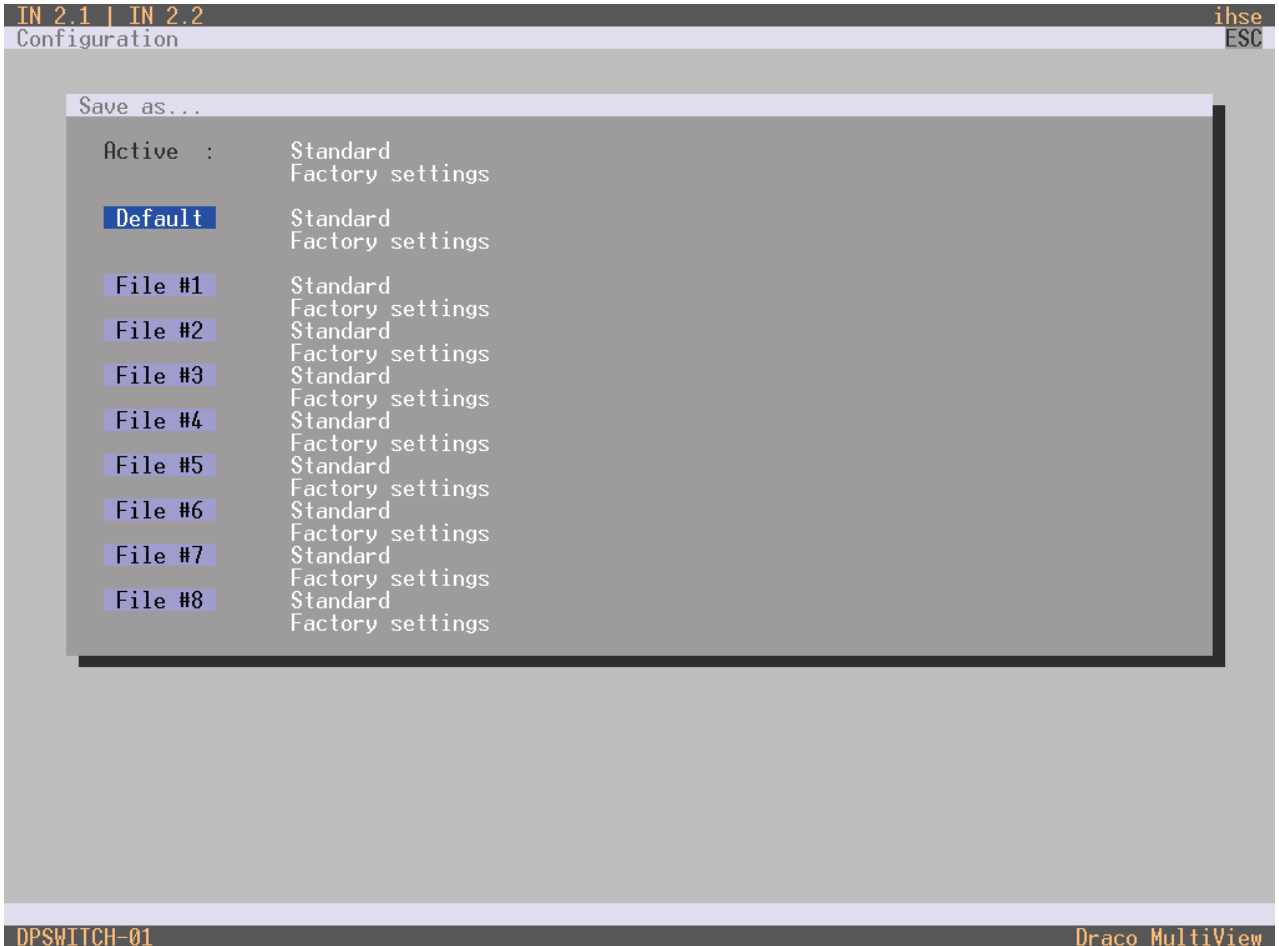 IN 2.1 | IN 2.2 ihse
Configuration ESC
Save as...
Active : Standard
Factory settings
Default Standard
Factory settings
File #1 Standard
Factory settings
File #2 Standard
Factory settings
File #3 Standard
Factory settings
File #4 Standard
Factory settings
File #5 Standard
Factory settings
File #6 Standard
Factory settings
File #7 Standard
Factory settings
File #8 Standard
Factory settings
DPSWITCH-01 Draco MultiView